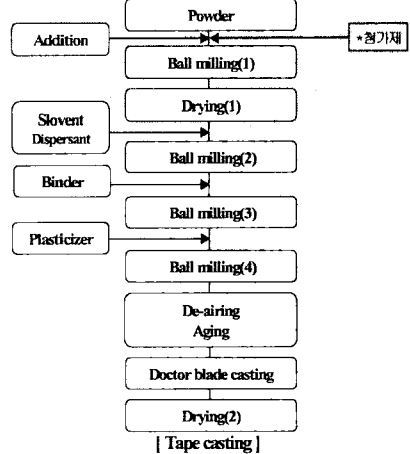 Powder
Addition
*첨가재
Ball milling(1)
Drying(1)
Slovent
Dispersant
Ball milling(2)
Binder
Ball milling(3)
Plasticizer
Ball milling(4)
De-airing
Aging
Doctor blade casting
Drying(2)
[ Tape casting ]